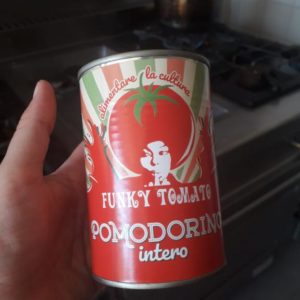 alimentare la cultura
FUNKY TOMATO
POMODORINO
intero